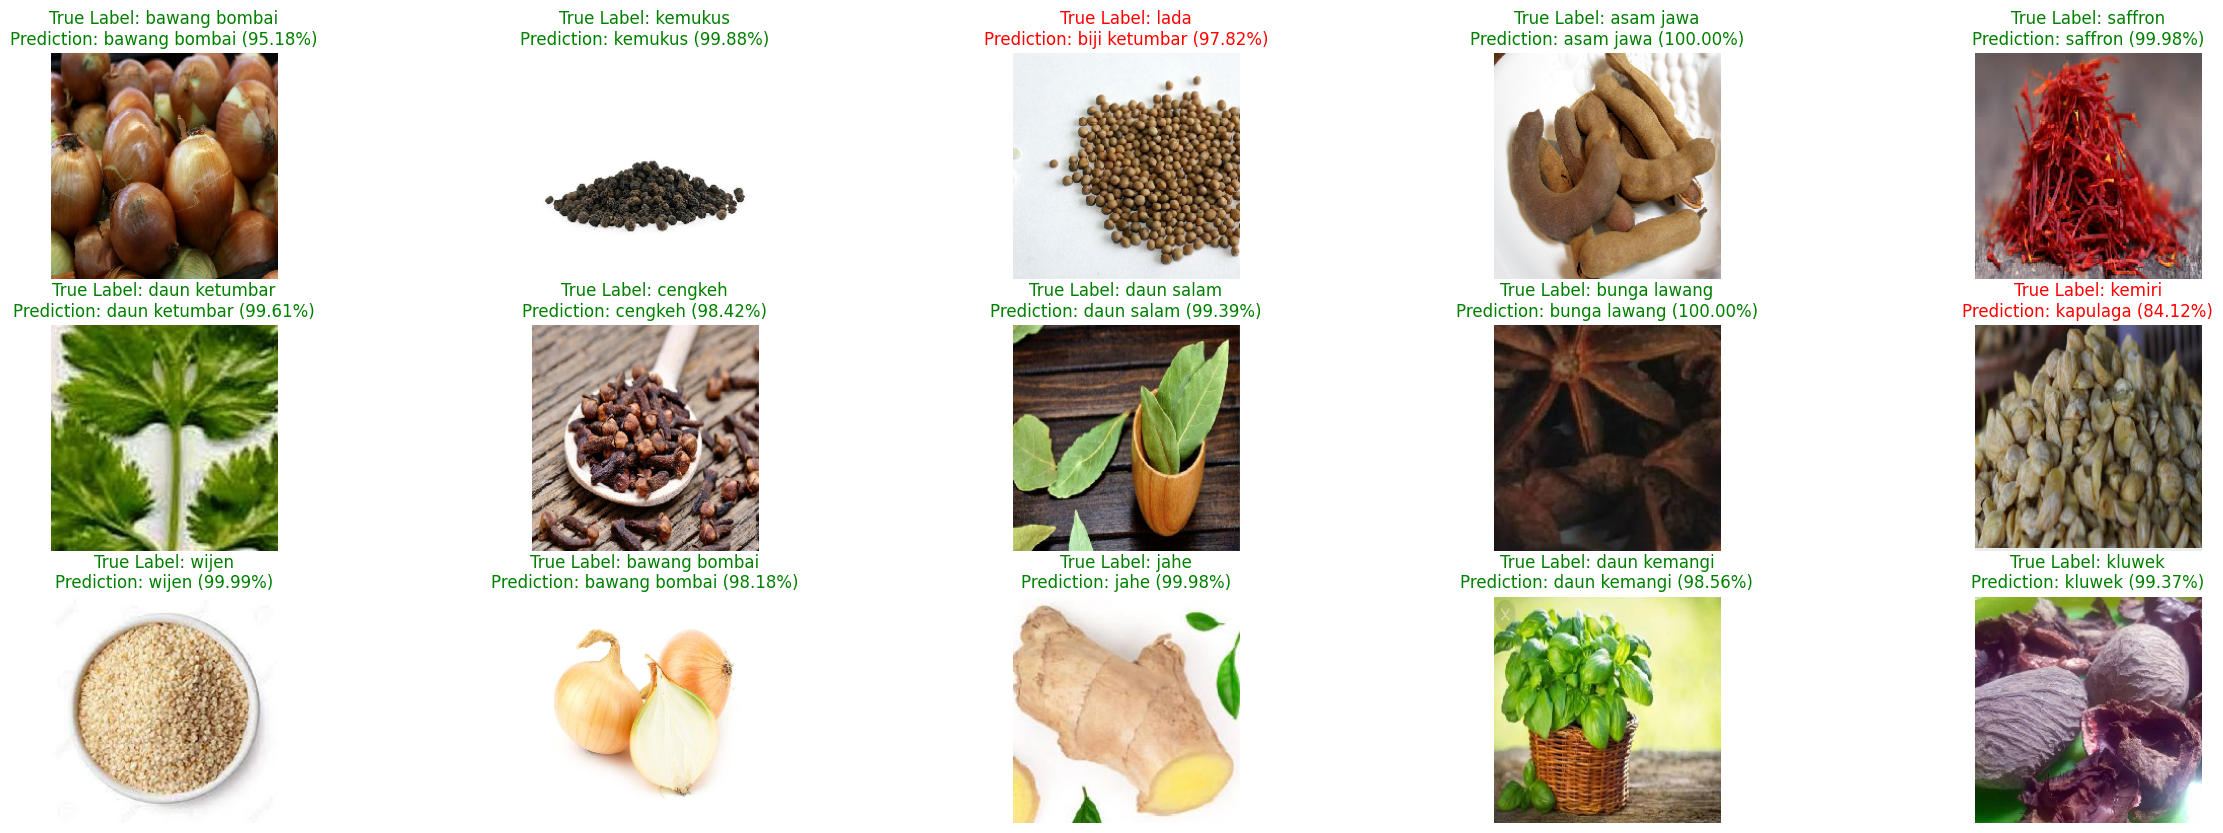 True Label: bawang bombai
Prediction: bawang bombai (95.18%)
True Label: kemukus
Prediction: kemukus (99.88%)
True Label: lada
Prediction: biji ketumbar (97.82%)
True Label: asam jawa
Prediction: asam jawa (100.00%)
True Label: saffron
Prediction: saffron (99.98%)
True Label: daun ketumbar
Prediction: daun ketumbar (99.61%)
True Label: cengkeh
Prediction: cengkeh (98.42%)
True Label: daun salam
Prediction: daun salam (99.39%)
True Label: bunga lawang
Prediction: bunga lawang (100.00%)
True Label: kemiri
Prediction: kapulaga (84.12%)
True Label: wijen
Prediction: wijen (99.99%)
True Label: bawang bombai
Prediction: bawang bombai (98.18%)
True Label: jahe
Prediction: jahe (99.98%)
True Label: daun kemangi
Prediction: daun kemangi (98.56%)
True Label: kluwek
Prediction: kluwek (99.37%)